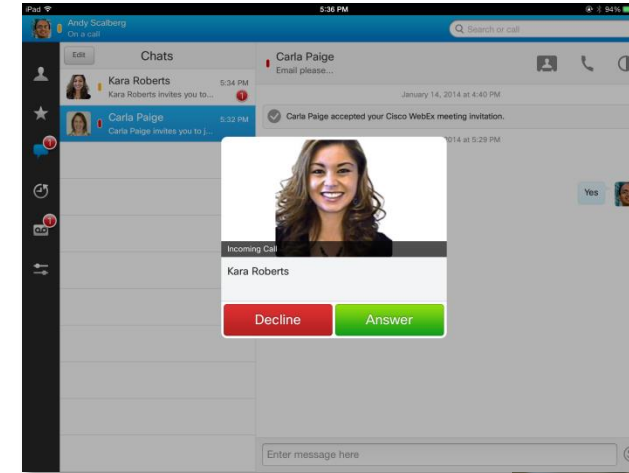 iPad
5:36 PM
94%
Andy Scalberg
On a call
Search or call
Edit
Chats
Kara Roberts
5:34 PM
Kara Roberts invites you to...
1
Carla Paige
5:32 PM
Carla Paige invites you to j...
1
1
Carla Paige
Email please...
January 14, 2014 at 4:40 PM
Carla Paige accepted your Cisco WebEx meeting invitation.
2014 at 5:29 PM
Yes
Incoming Call
Kara Roberts
Decline
Answer
Enter message here